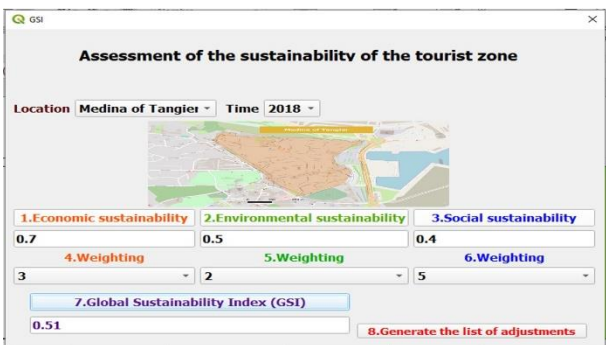 GSI
Assessment of the sustainability of the tourist zone
Location Medina of Tangier Time 2018
Medina of Tangier
1.Economic sustainability 2.Environmental sustainability 3.Social sustainability
0.7 0.5 0.4
4.Weighting 5.Weighting 6.Weighting
3 2 5
7.Global Sustainability Index (GSI)
0.51
8.Generate the list of adjustments